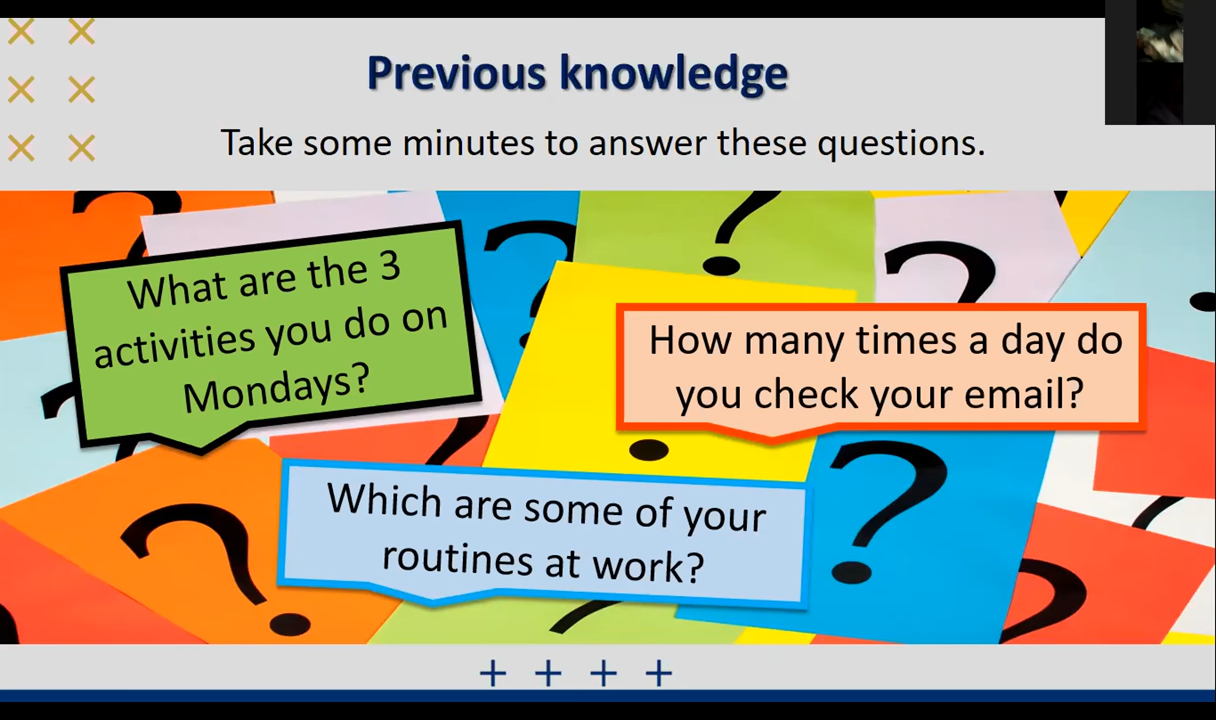 Previous knowledge
Take some minutes to answer these questions.
What are the 3
activities you do on
Mondays?
How many times a day do
you check your email?
Which are some of your
routines at work?